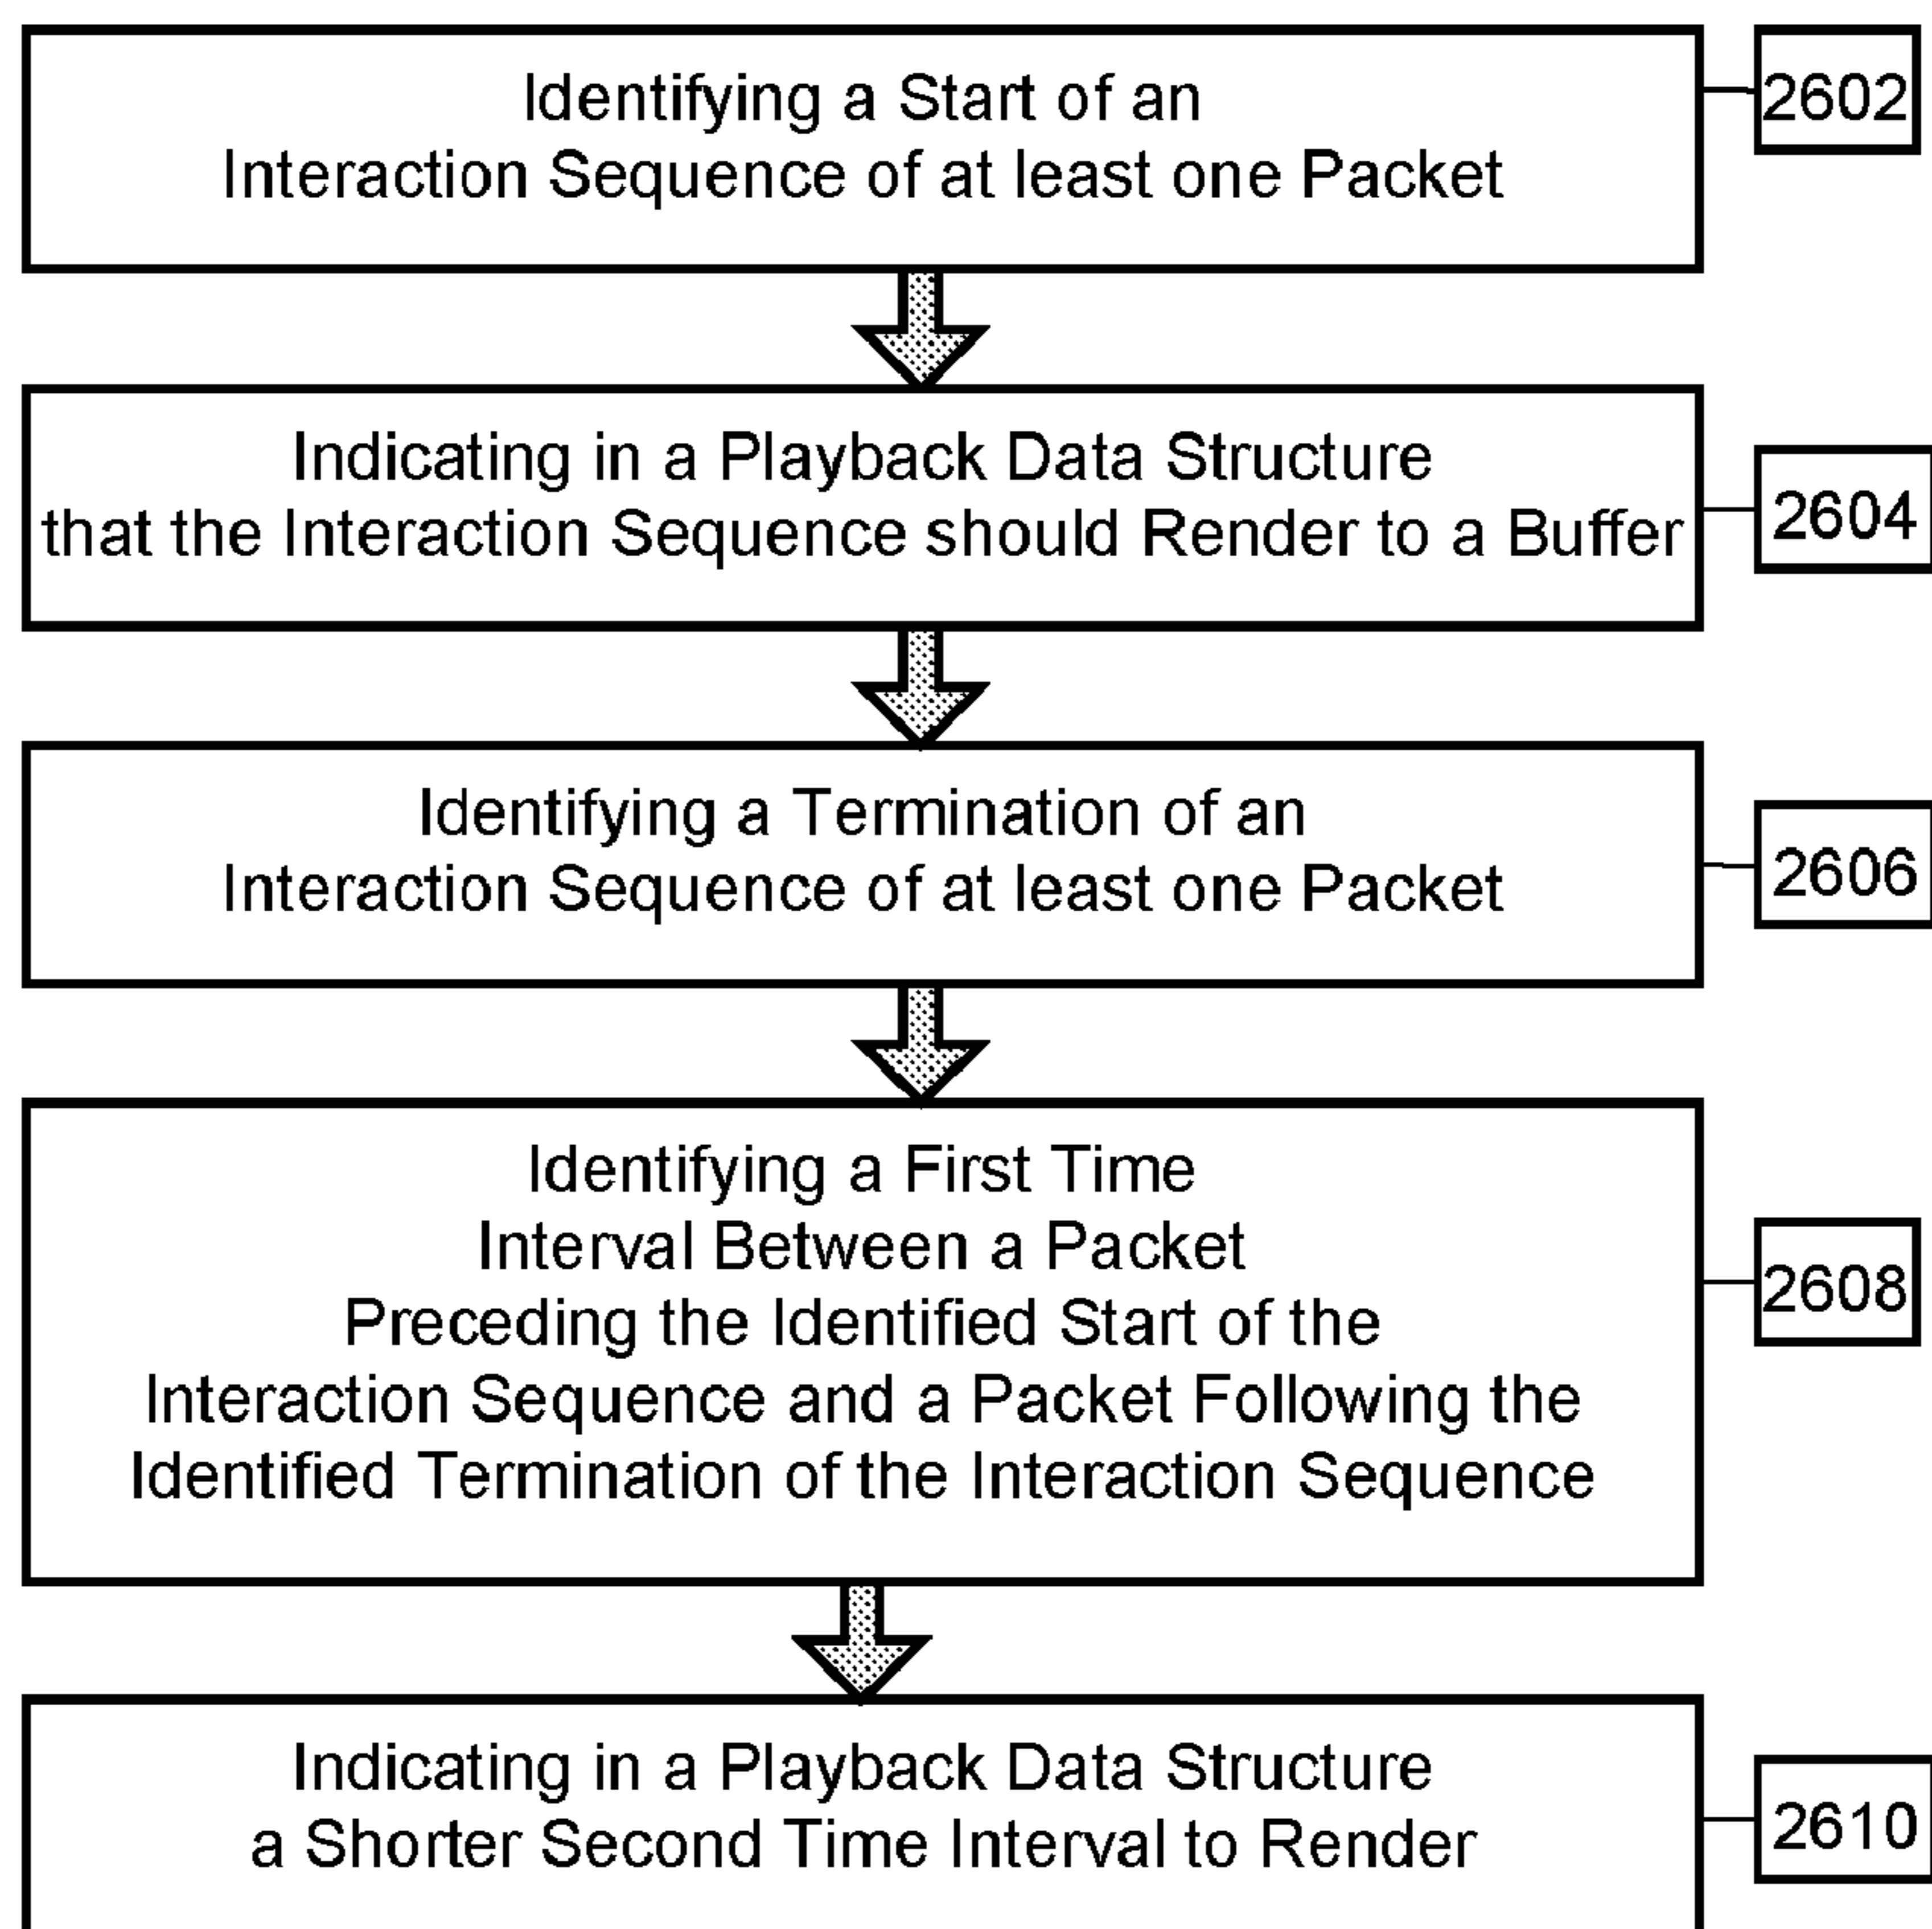 Identifying a Start of an
Interaction Sequence of at least one Packet
2602
Indicating in a Playback Data Structure
that the Interaction Sequence should Render to a Buffer
2604
Identifying a Termination of an
Interaction Sequence of at least one Packet
2606
Identifying a First Time
Interval Between a Packet
Preceding the Identified Start of the
Interaction Sequence and a Packet Following the
Identified Termination of the Interaction Sequence
2608
Indicating in a Playback Data Structure
a Shorter Second Time Interval to Render
2610